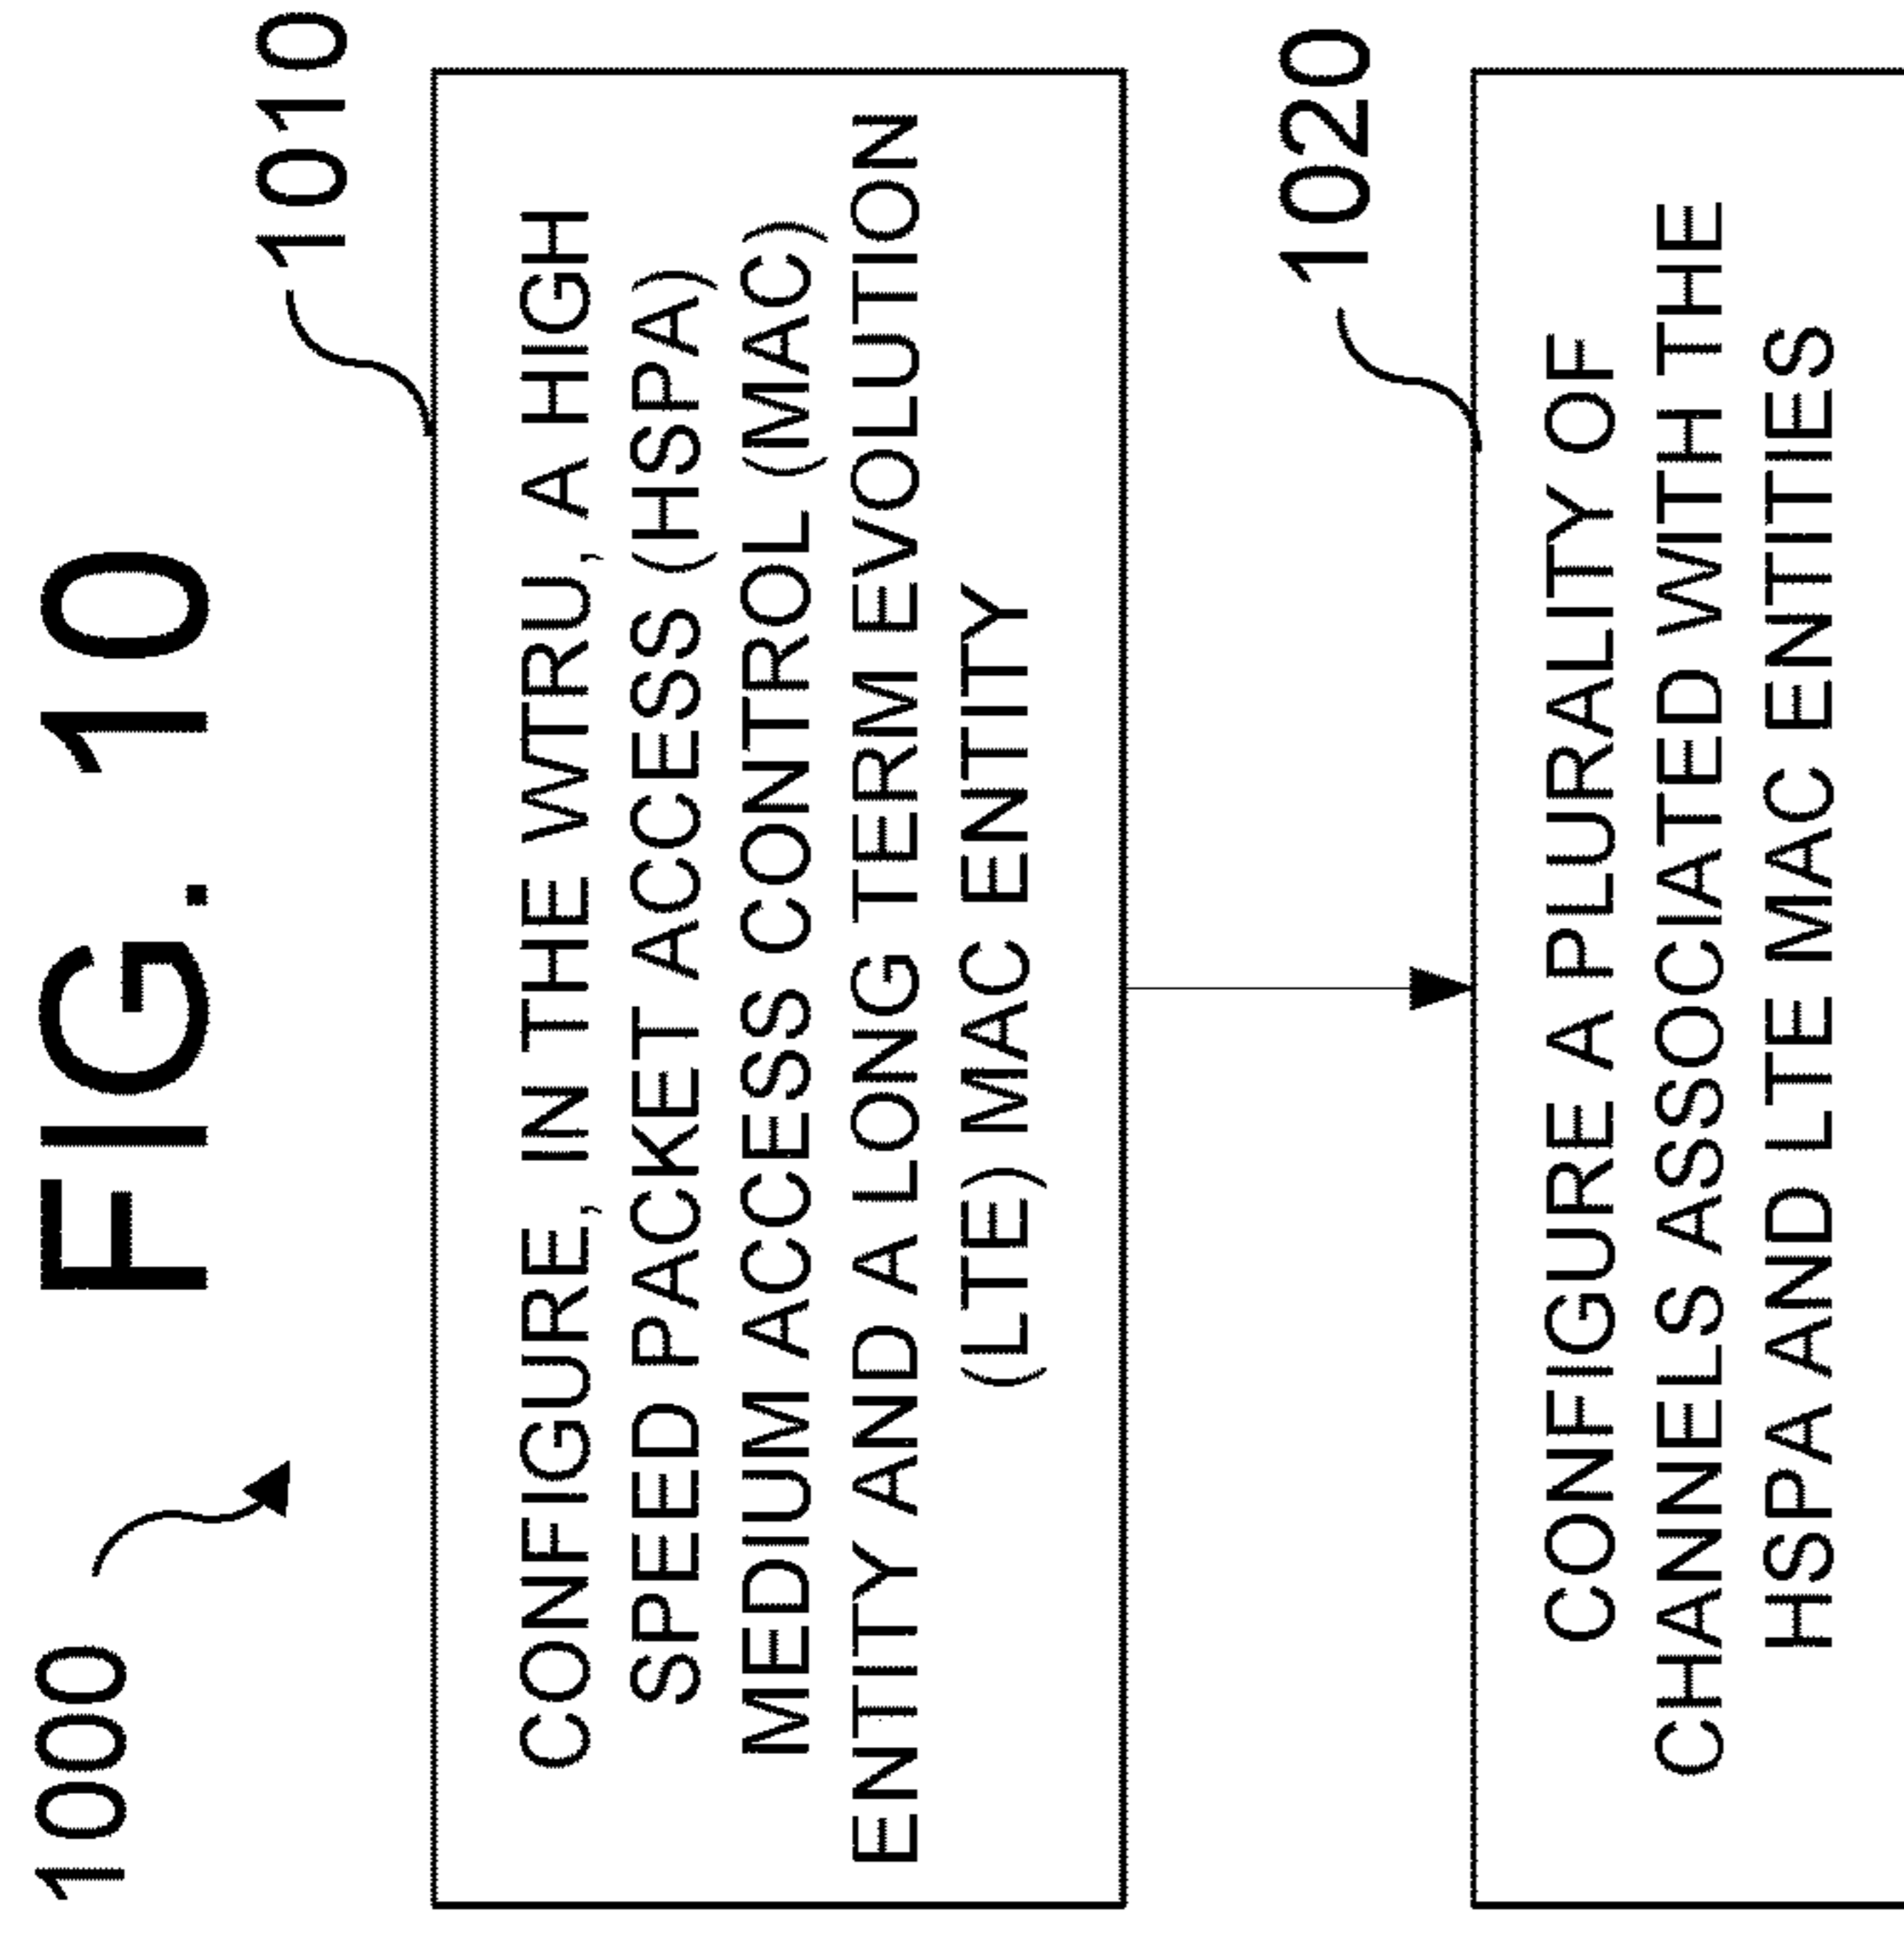 FIG. 10
1000
1010
CONFIGURE, IN THE WTRU, A HIGH
SPEED PACKET ACCESS (HSPA)
MEDIUM ACCESS CONTROL (MAC)
ENTITY AND A LONG TERM EVOLUTION
(LTE) MAC ENTITY
1020
CONFIGURE A PLURALITY OF
CHANNELS ASSOCIATED WITH THE
HSPA AND LTE MAC ENTITIES